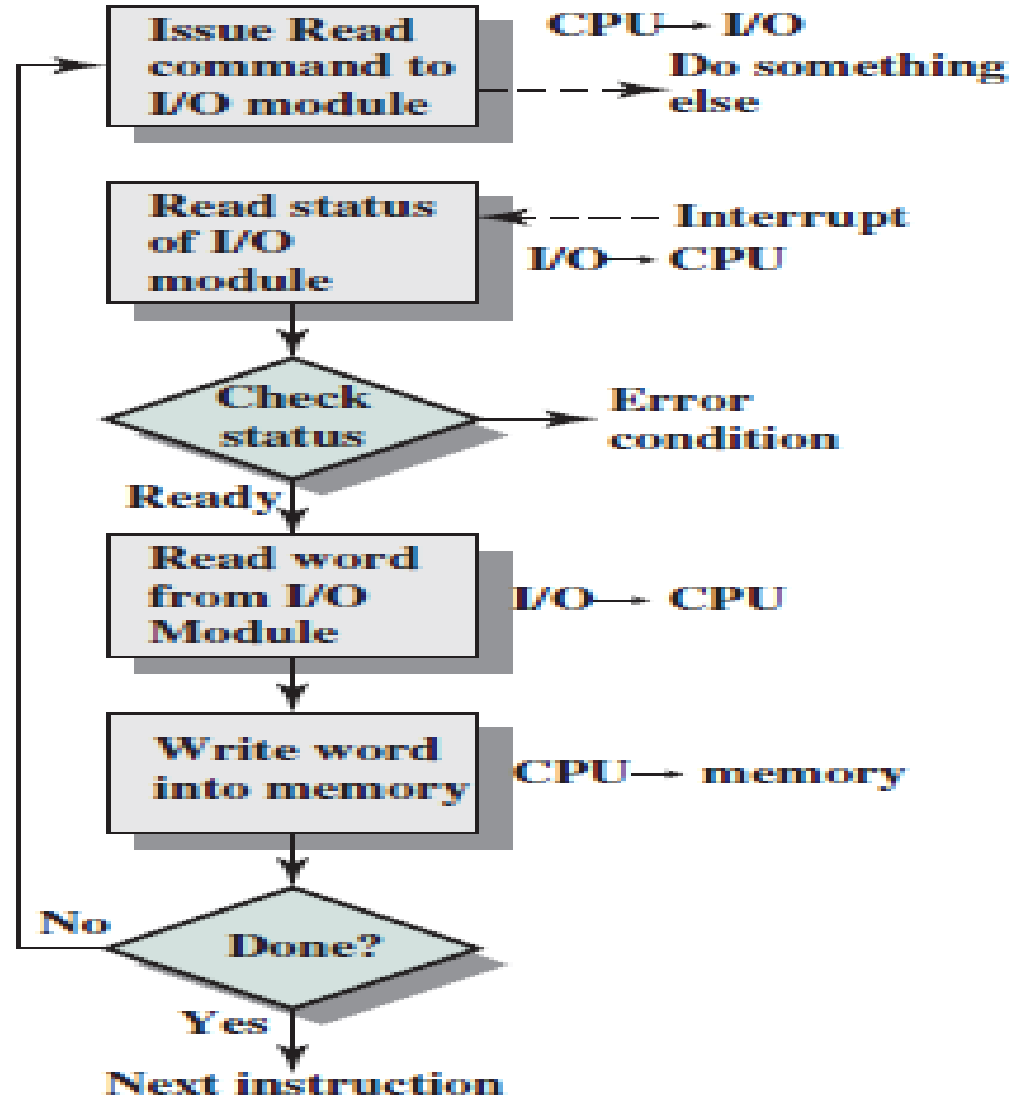 Issue Read
command to
I/O module
CPU → I/O
Do something
else
Read status
of I/O
module
Interrupt
I/O → CPU
Check
status
Error
condition
Ready
Read word
from I/O
Module
I/O → CPU
Write word
into memory
CPU → memory
No
Done?
Yes
Next instruction